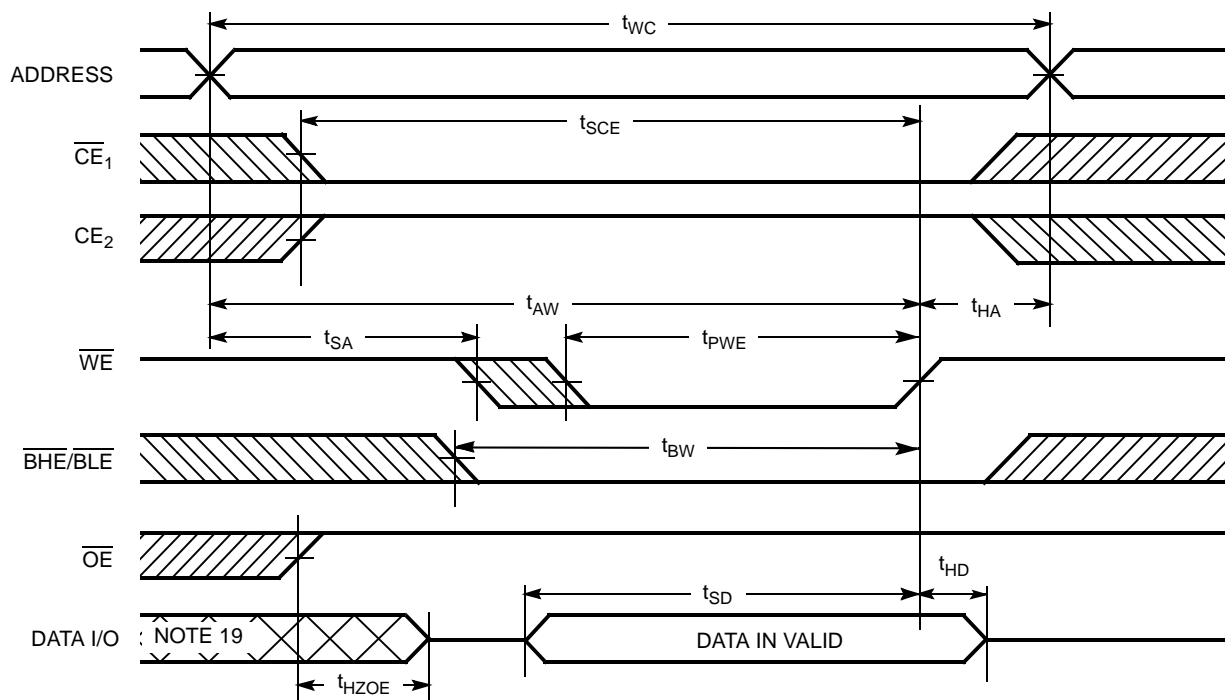 tWC
ADDRESS
tSCE
CE1
CE2
tAW
tHA
tSA
tPWE
WE
tBW
BHE/BLE
OE
tHD
tSD
DATA I/O
NOTE 19
DATA IN VALID
tHZOE